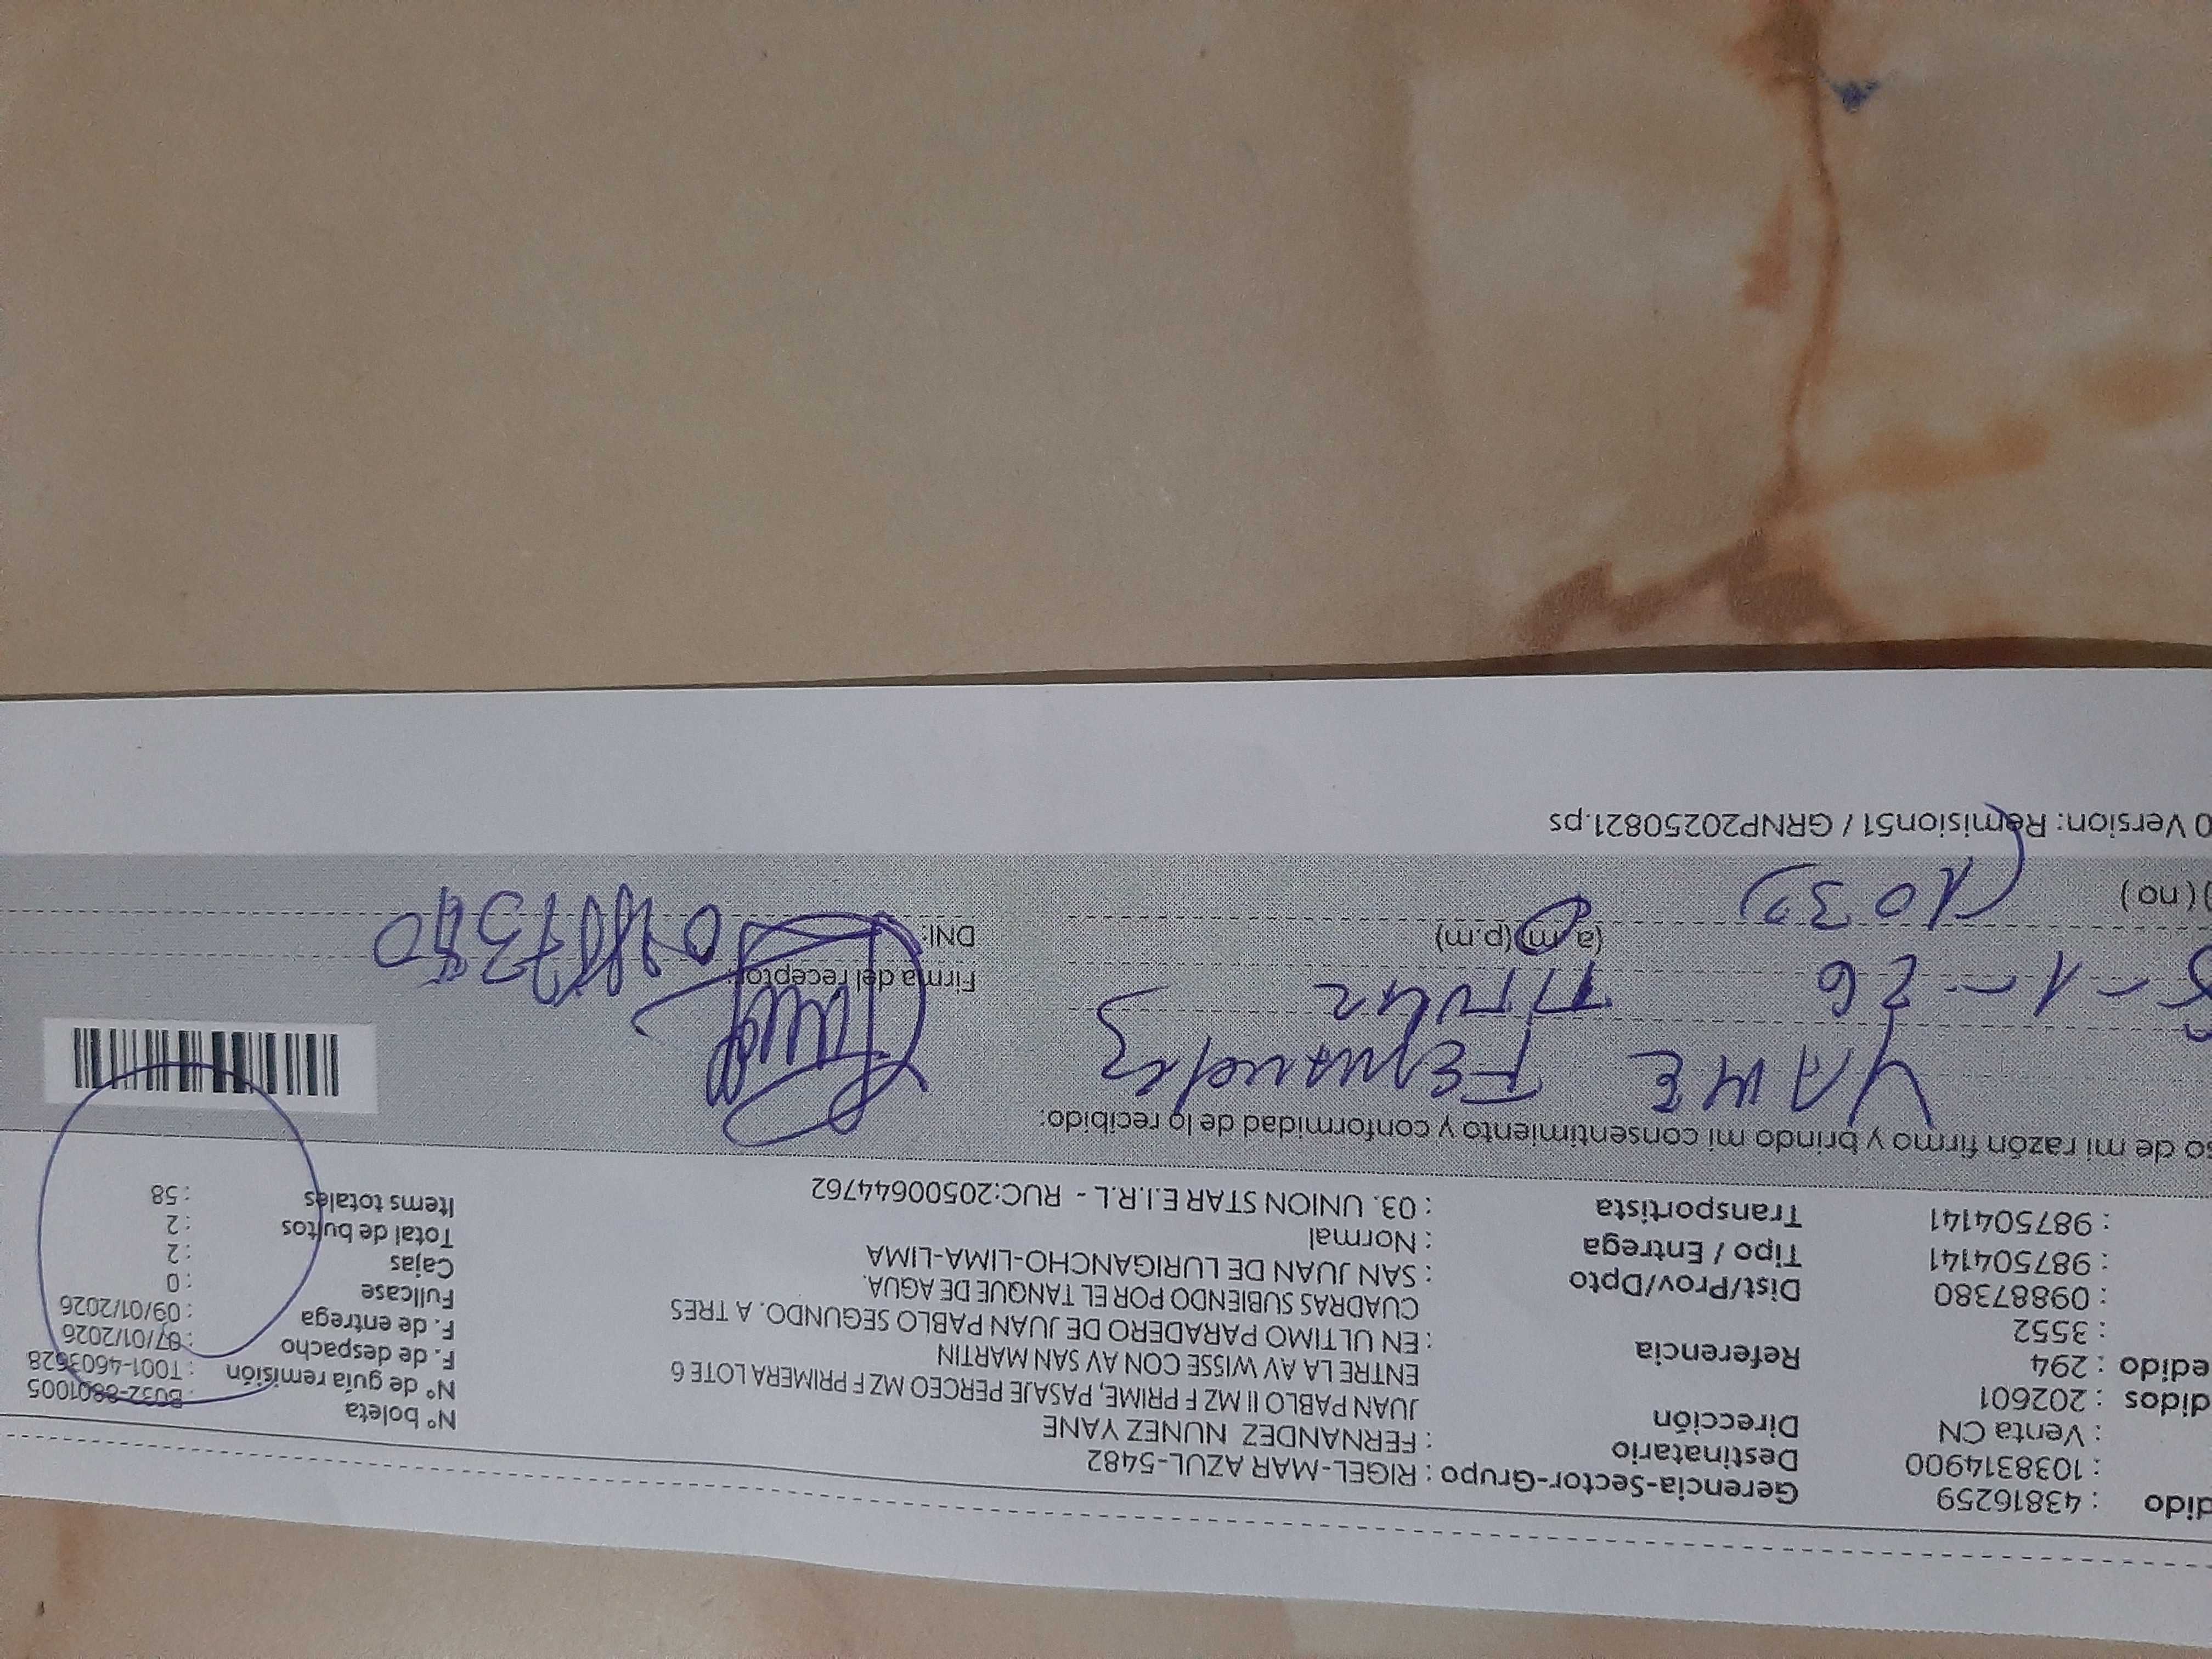 dido : 43816259 Gerencia-Sector-Grupo : RIGEL-MAR AZUL-5482
: 1038314900 Destinatario : FERNANDEZ NUNEZ YANE Nº boleta : B032-8801005
: Venta CN Dirección JUAN PABLO II MZ F PRIME, PASAJE PERCEO MZ F PRIMERA LOTE 6 Nº de guía remisión : T001-4603628
didos : 202601 ENTRE LA AV WISSE CON AV SAN MARTIN F. de despacho : 07/01/2026
edido : 294 Referencia : EN ULTIMO PARADERO DE JUAN PABLO SEGUNDO. A TRES F. de entrega : 09/01/2026
: 3552 CUADRAS SUBIENDO POR EL TANQUE DE AGUA. Fullcase : 0
: 09887380 Dist/Prov/Dpto : SAN JUAN DE LURIGANCHO-LIMA-LIMA Cajas : 2
: 987504141 Tipo / Entrega : Normal Total de bultos : 2
: 987504141 Transportista : 03. UNION STAR E.I.R.L - RUC:20500644762 Items totales : 58
so de mi razón firmo y brindo mi consentimiento y conformidad de lo recibido:
YANE FERNANDEZ
-1-26 Firma del receptor:
(a.m)(p.m) DNI:
)(no)
0 Version: Remision51 / GRNP20250821.ps